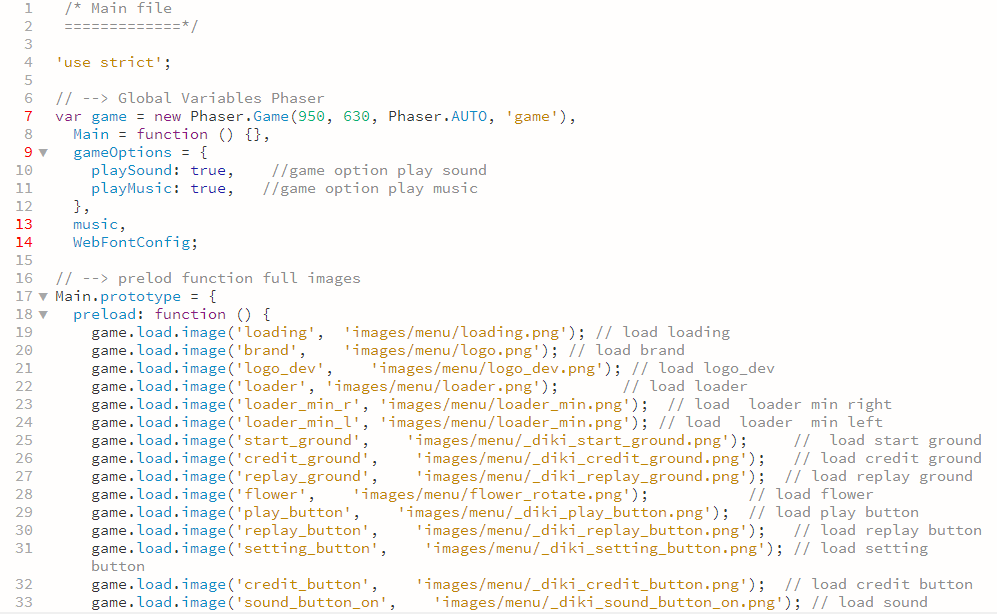 1 /* Main file
2 =============*/
3
4 'use strict';
5
6 // --> Global Variables Phaser
7 var game = new Phaser.Game(950, 630, Phaser.AUTO, 'game'),
8 Main = function () {},
9 ▼ gameOptions = {
10 playSound: true, //game option play sound
11 playMusic: true, //game option play music
12 },
13 music,
14 WebFontConfig;
15
16 // --> prelod function full images
17 ▼ Main.prototype = {
18 ▼ preload: function () {
19 game.load.image('loading', 'images/menu/loading.png'); // load loading
20 game.load.image('brand', 'images/menu/logo.png'); // load brand
21 game.load.image('logo_dev', 'images/menu/logo_dev.png'); // load logo_dev
22 game.load.image('loader', 'images/menu/loader.png'); // load loader
23 game.load.image('loader_min_r', 'images/menu/loader_min.png'); // load loader min right
24 game.load.image('loader_min_l', 'images/menu/loader_min.png'); // load loader min left
25 game.load.image('start_ground', 'images/menu/_diki_start_ground.png'); // load start ground
26 game.load.image('credit_ground', 'images/menu/_diki_credit_ground.png'); // load credit ground
27 game.load.image('replay_ground', 'images/menu/_diki_replay_ground.png'); // load replay ground
28 game.load.image('flower', 'images/menu/flower_rotate.png'); // load flower
29 game.load.image('play_button', 'images/menu/_diki_play_button.png'); // load play button
30 game.load.image('replay_button', 'images/menu/_diki_replay_button.png'); // load replay button
31 game.load.image('setting_button', 'images/menu/_diki_setting_button.png'); // load setting
button
32 game.load.image('credit_button', 'images/menu/_diki_credit_button.png'); // load credit button
33 game.load.image('sound_button_on', 'images/menu/_diki_sound_button_on.png'); // load sound